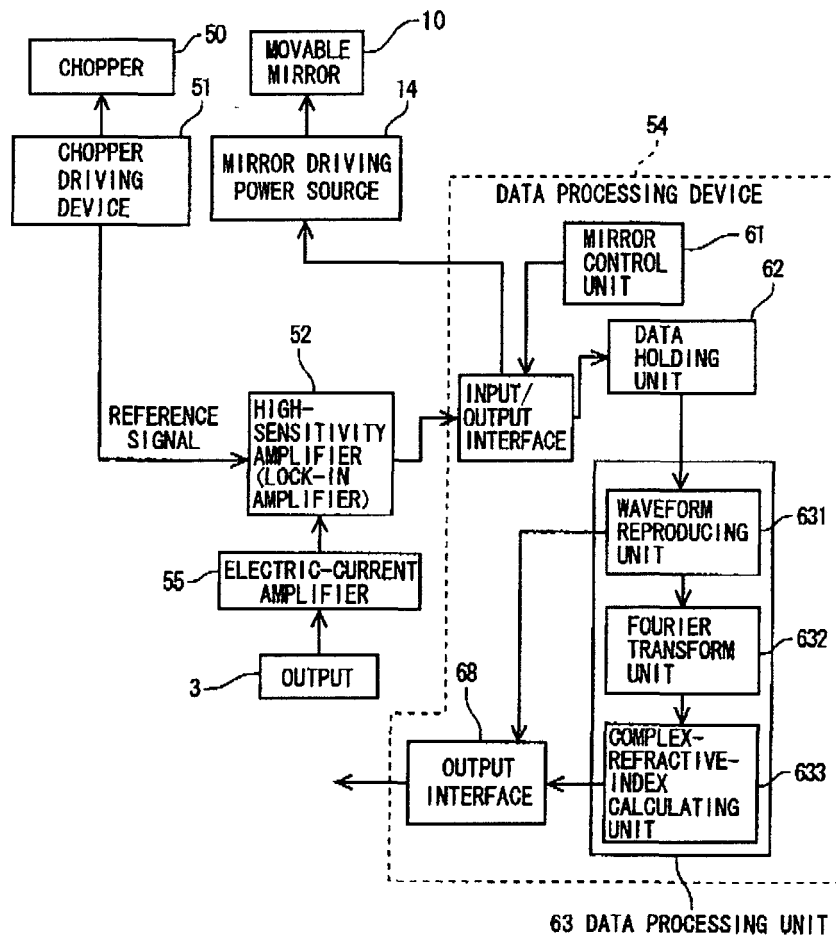 50
CHOPPER
10
MOVABLE
MIRROR
51
CHOPPER
DRIVING
DEVICE
14
MIRROR DRIVING
POWER SOURCE
54
DATA PROCESSING DEVICE
61
MIRROR
CONTROL
UNIT
62
DATA
HOLDING
UNIT
52
HIGH-
SENSITIVITY
AMPLIFIER
(LOCK-IN
AMPLIFIER)
REFERENCE
SIGNAL
INPUT/
OUTPUT
INTERFACE
WAVEFORM
REPRODUCING
UNIT
631
55
ELECTRIC-CURRENT
AMPLIFIER
FOURIER
TRANSFORM
UNIT
632
3
OUTPUT
68
OUTPUT
INTERFACE
COMPLEX-
REFRACTIVE-
INDEX
CALCULATING
UNIT
633
63 DATA PROCESSING UNIT